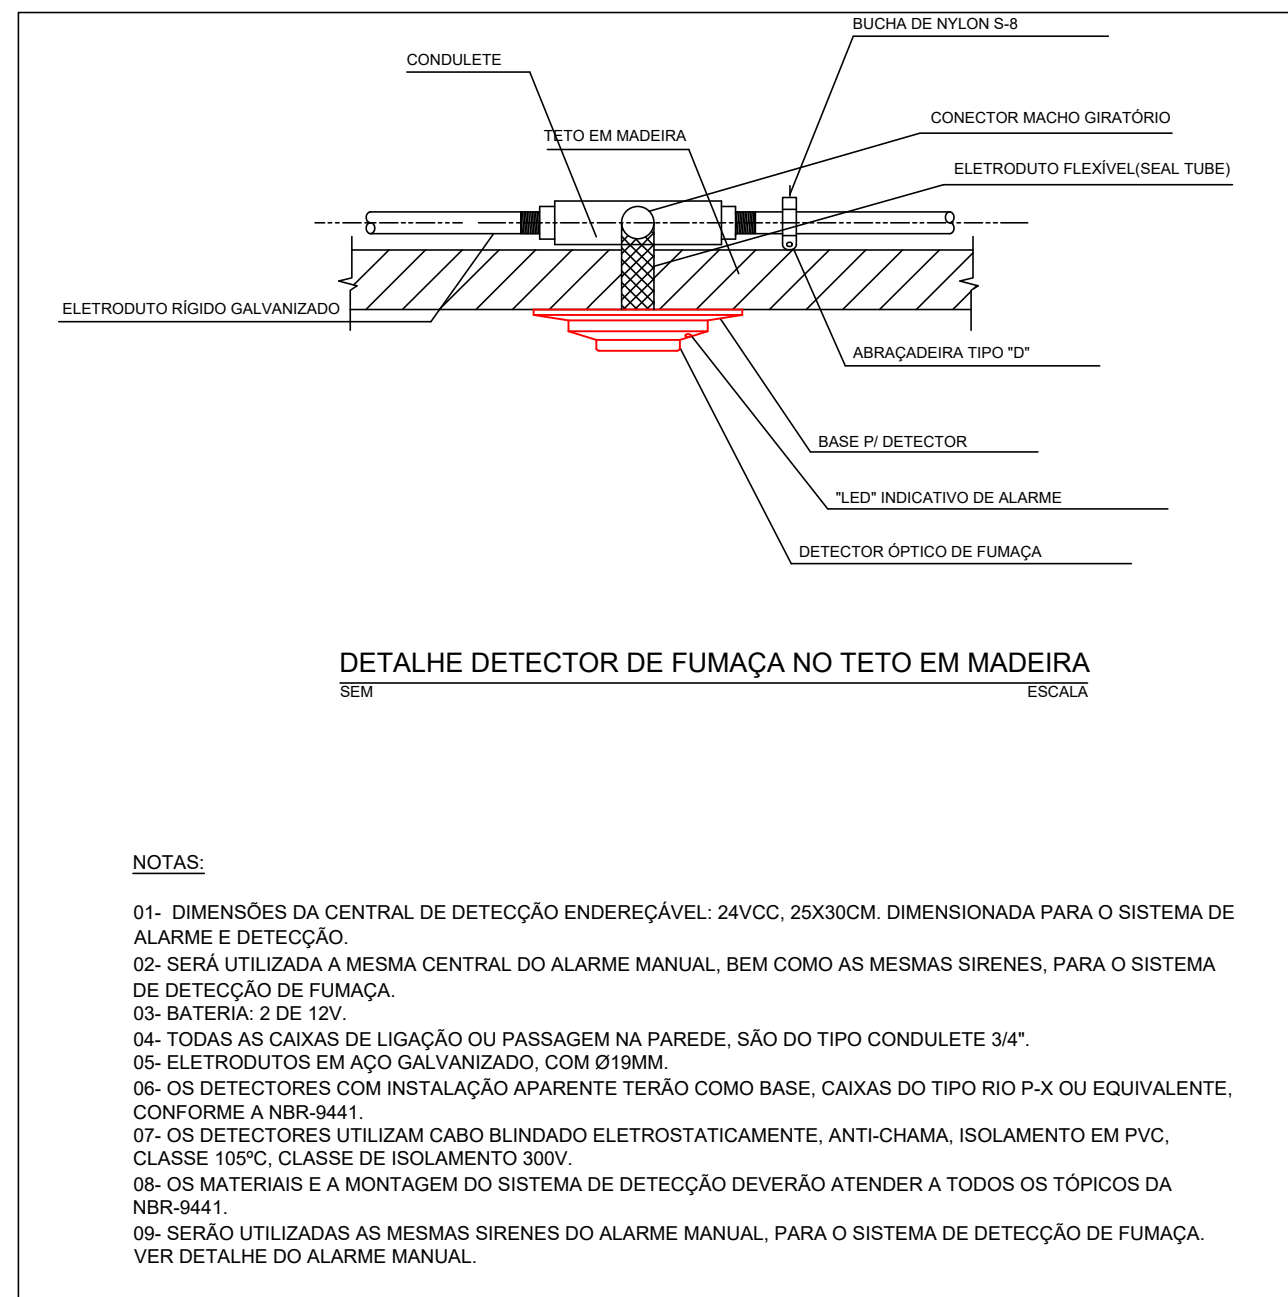 BUCHA DE NYLON S-8
CONDULETE
CONECTOR MACHO GIRATÓRIO
TETO EM MADEIRA
ELETRODUTO FLEXÍVEL(SEAL TUBE)
ELETRODUTO RÍGIDO GALVANIZADO
ABRAÇADEIRA TIPO "D"
BASE P/ DETECTOR
"LED" INDICATIVO DE ALARME
DETECTOR ÓPTICO DE FUMAÇA
DETALHE DETECTOR DE FUMAÇA NO TETO EM MADEIRA
SEM ESCALA
NOTAS:
01- DIMENSÕES DA CENTRAL DE DETECÇÃO ENDEREÇÁVEL: 24VCC, 25X30CM. DIMENSIONADA PARA O SISTEMA DE
ALARME E DETECÇÃO.
02- SERÁ UTILIZADA A MESMA CENTRAL DO ALARME MANUAL, BEM COMO AS MESMAS SIRENES, PARA O SISTEMA
DE DETECÇÃO DE FUMAÇA.
03- BATERIA: 2 DE 12V.
04- TODAS AS CAIXAS DE LIGAÇÃO OU PASSAGEM NA PAREDE, SÃO DO TIPO CONDULETE 3/4".
05- ELETRODUTOS EM AÇO GALVANIZADO, COM Ø19MM.
06- OS DETECTORES COM INSTALAÇÃO APARENTE TERÃO COMO BASE, CAIXAS DO TIPO RIO P-X OU EQUIVALENTE,
CONFORME A NBR-9441.
07- OS DETECTORES UTILIZAM CABO BLINDADO ELETROSTATICAMENTE, ANTI-CHAMA, ISOLAMENTO EM PVC,
CLASSE 105ºC, CLASSE DE ISOLAMENTO 300V.
08- OS MATERIAIS E A MONTAGEM DO SISTEMA DE DETECÇÃO DEVERÃO ATENDER A TODOS OS TÓPICOS DA
NBR-9441.
09- SERÃO UTILIZADAS AS MESMAS SIRENES DO ALARME MANUAL, PARA O SISTEMA DE DETECÇÃO DE FUMAÇA.
VER DETALHE DO ALARME MANUAL.